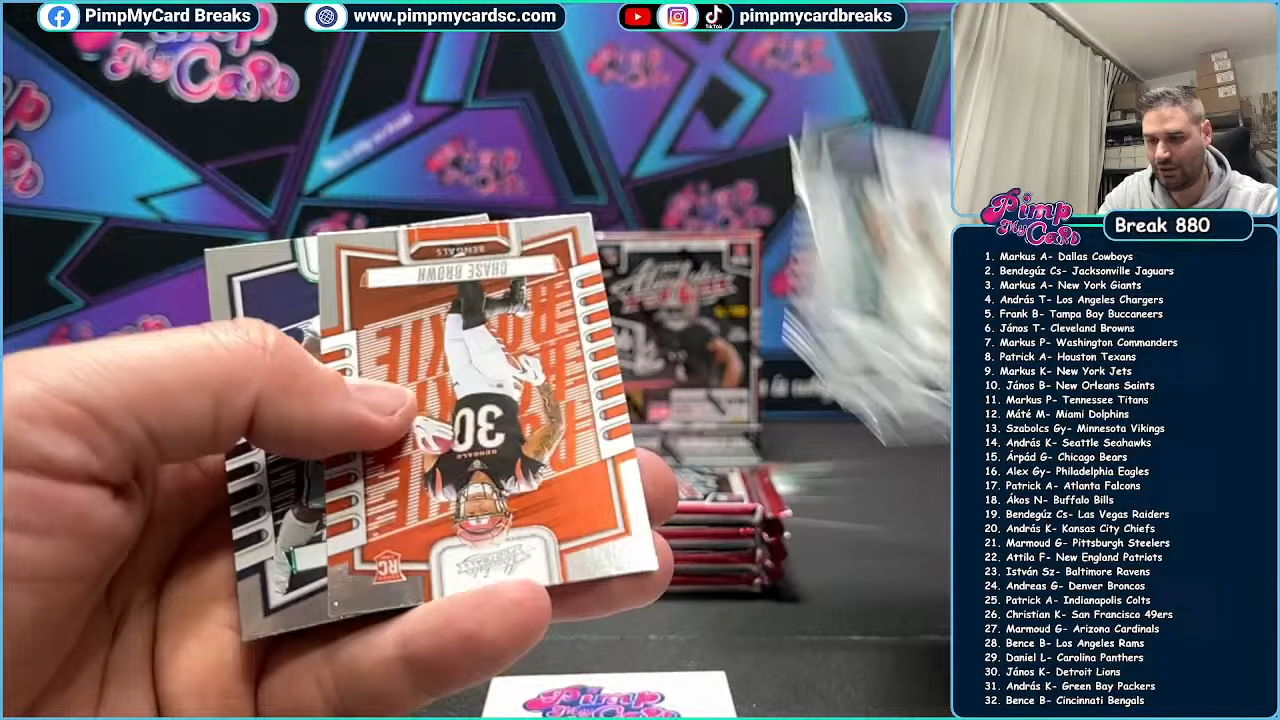 PimpMyCard Breaks
www.pimpmycardsc.com
TikTok
pimpmycardbreaks
Pimp
My Card
Break 880
1. Markus A- Dallas Cowboys
2. Bendegúz Cs- Jacksonville Jaguars
3. Markus A- New York Giants
4. András T- Los Angeles Chargers
5. Frank B- Tampa Bay Buccaneers
6. János T- Cleveland Browns
7. Markus P- Washington Commanders
8. Patrick A- Houston Texans
9. Markus K- New York Jets
10. János B- New Orleans Saints
11. Markus P- Tennessee Titans
12. Máté M- Miami Dolphins
13. Szabolcs Gy- Minnesota Vikings
14. András K- Seattle Seahawks
15. Árpád G- Chicago Bears
16. Alex Gy- Philadelphia Eagles
17. Patrick A- Atlanta Falcons
18. Ákos N- Buffalo Bills
19. Bendegúz Cs- Las Vegas Raiders
20. András K- Kansas City Chiefs
21. Marmoud G- Pittsburgh Steelers
22. Attila F- New England Patriots
23. István Sz- Baltimore Ravens
24. Andreas G- Denver Broncos
25. Patrick A- Indianapolis Colts
26. Christian K- San Francisco 49ers
27. Marmoud G- Arizona Cardinals
28. Bence B- Los Angeles Rams
29. Daniel L- Carolina Panthers
30. János K- Detroit Lions
31. András K- Green Bay Packers
32. Bence B- Cincinnati Bengals
BENGALS
CHASE BROWN
ROOKIE
30
BENGALS
RC
Absolute
Pimp